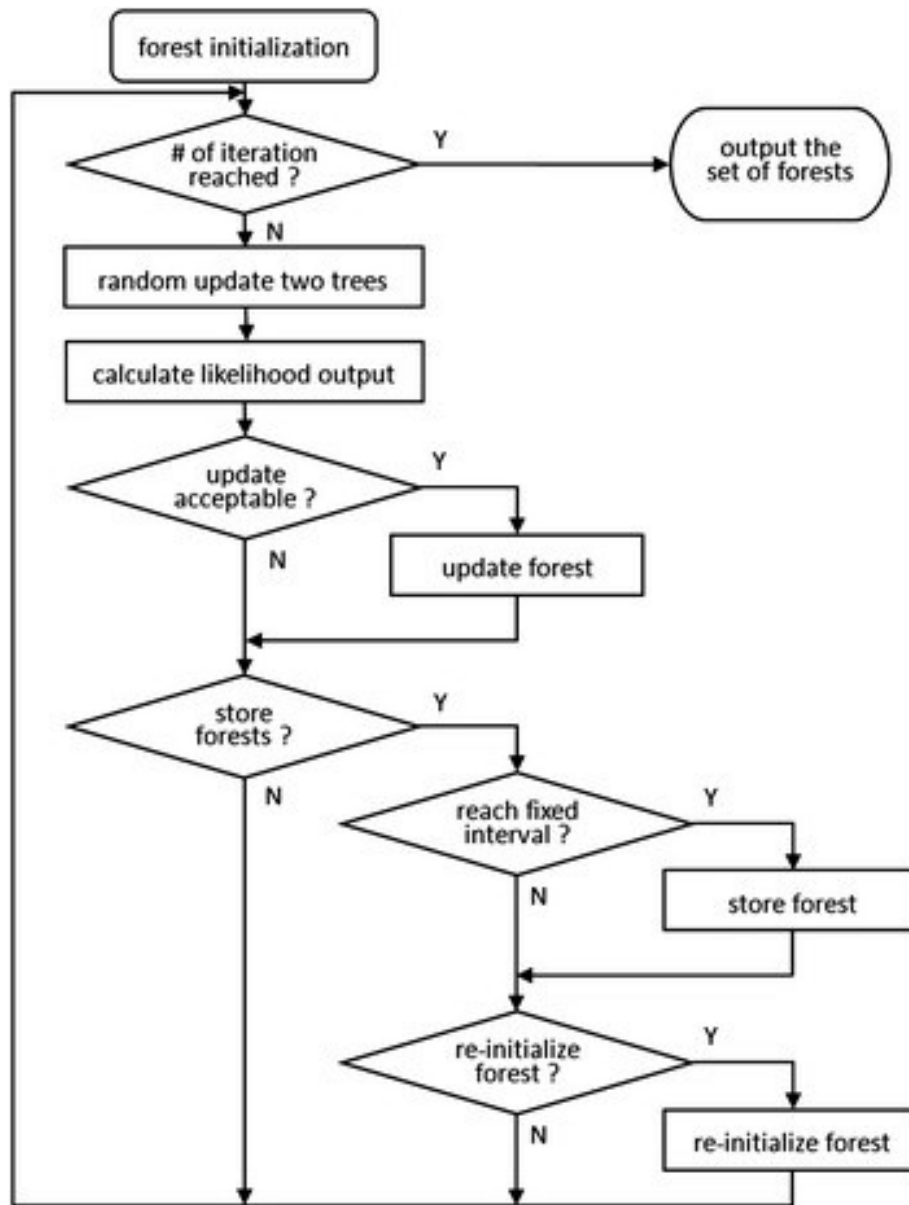 forest initialization
# of iteration
reached ?
Y
output the
set of forests
N
random update two trees
calculate likelihood output
update
acceptable ?
Y
N
update forest
store
forests ?
Y
N
reach fixed
interval ?
Y
N
store forest
re-initialize
forest ?
Y
N
re-initialize forest